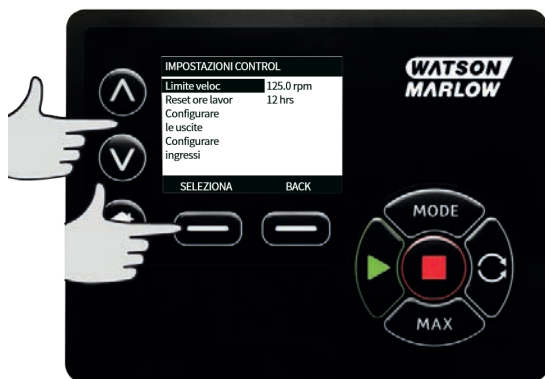 IMPOSTAZIONI CONTROL
Limite veloc 125.0 rpm
Reset ore lavor 12 hrs
Configurare
le uscite
Configurare
ingressi
SELEZIONA BACK
WATSON
MARLOW
MODE
MAX